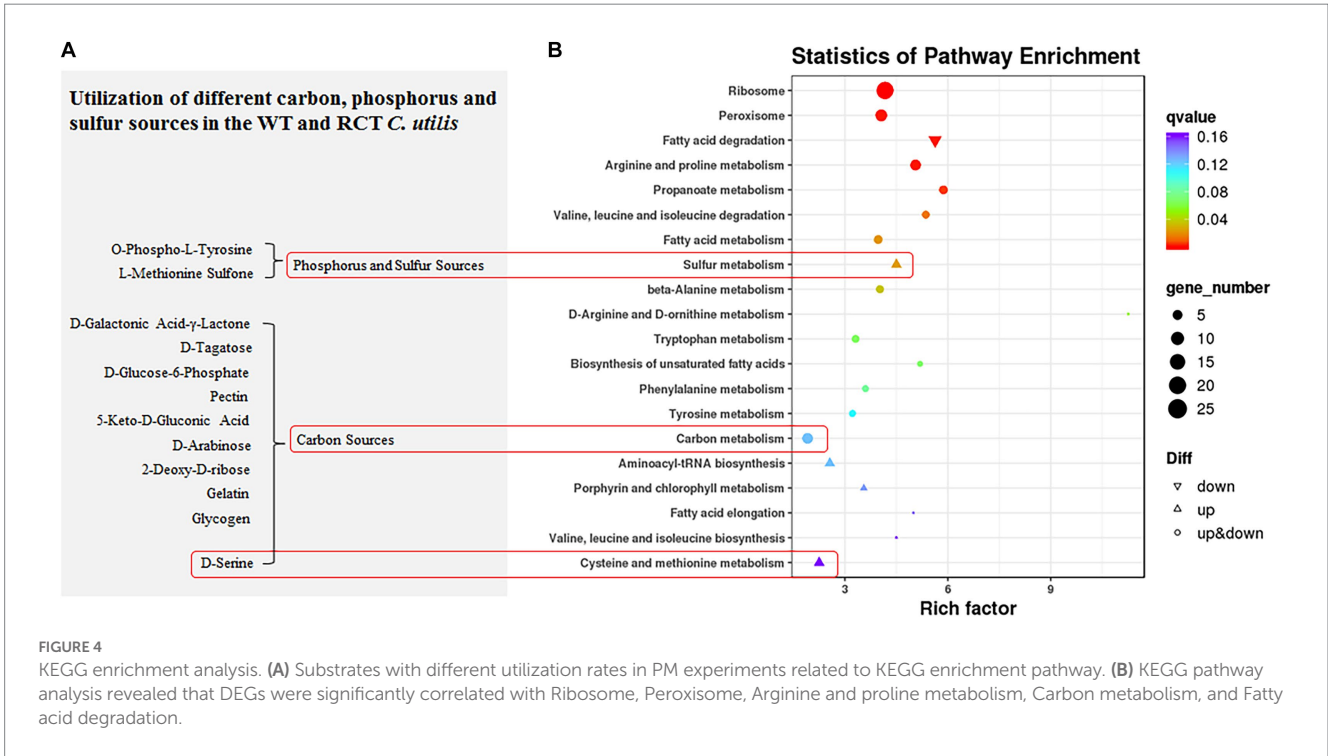 A
Utilization of different carbon, phosphorus and
sulfur sources in the WT and RCT C. utilis
O-Phospho-L-Tyrosine
L-Methionine Sulfone
Phosphorus and Sulfur Sources
D-Galactonic Acid-γ-Lactone
D-Tagatose
D-Glucose-6-Phosphate
Pectin
5-Keto-D-Gluconic Acid
D-Arabinose
2-Deoxy-D-ribose
Gelatin
Glycogen
Carbon Sources
D-Serine
B
Statistics of Pathway Enrichment
Ribosome
Peroxisome
Fatty acid degradation
Arginine and proline metabolism
Propanoate metabolism
Valine, leucine and isoleucine degradation
Fatty acid metabolism
Sulfur metabolism
beta-Alanine metabolism
D-Arginine and D-ornithine metabolism
Tryptophan metabolism
Biosynthesis of unsaturated fatty acids
Phenylalanine metabolism
Tyrosine metabolism
Carbon metabolism
Aminoacyl-tRNA biosynthesis
Porphyrin and chlorophyll metabolism
Fatty acid elongation
Valine, leucine and isoleucine biosynthesis
Cysteine and methionine metabolism
3 6 9
Rich factor
qvalue
0.16
0.12
0.08
0.04
gene_number
5
10
15
20
25
Diff
down
up
up&down
FIGURE 4
KEGG enrichment analysis. (A) Substrates with different utilization rates in PM experiments related to KEGG enrichment pathway. (B) KEGG pathway
analysis revealed that DEGs were significantly correlated with Ribosome, Peroxisome, Arginine and proline metabolism, Carbon metabolism, and Fatty
acid degradation.